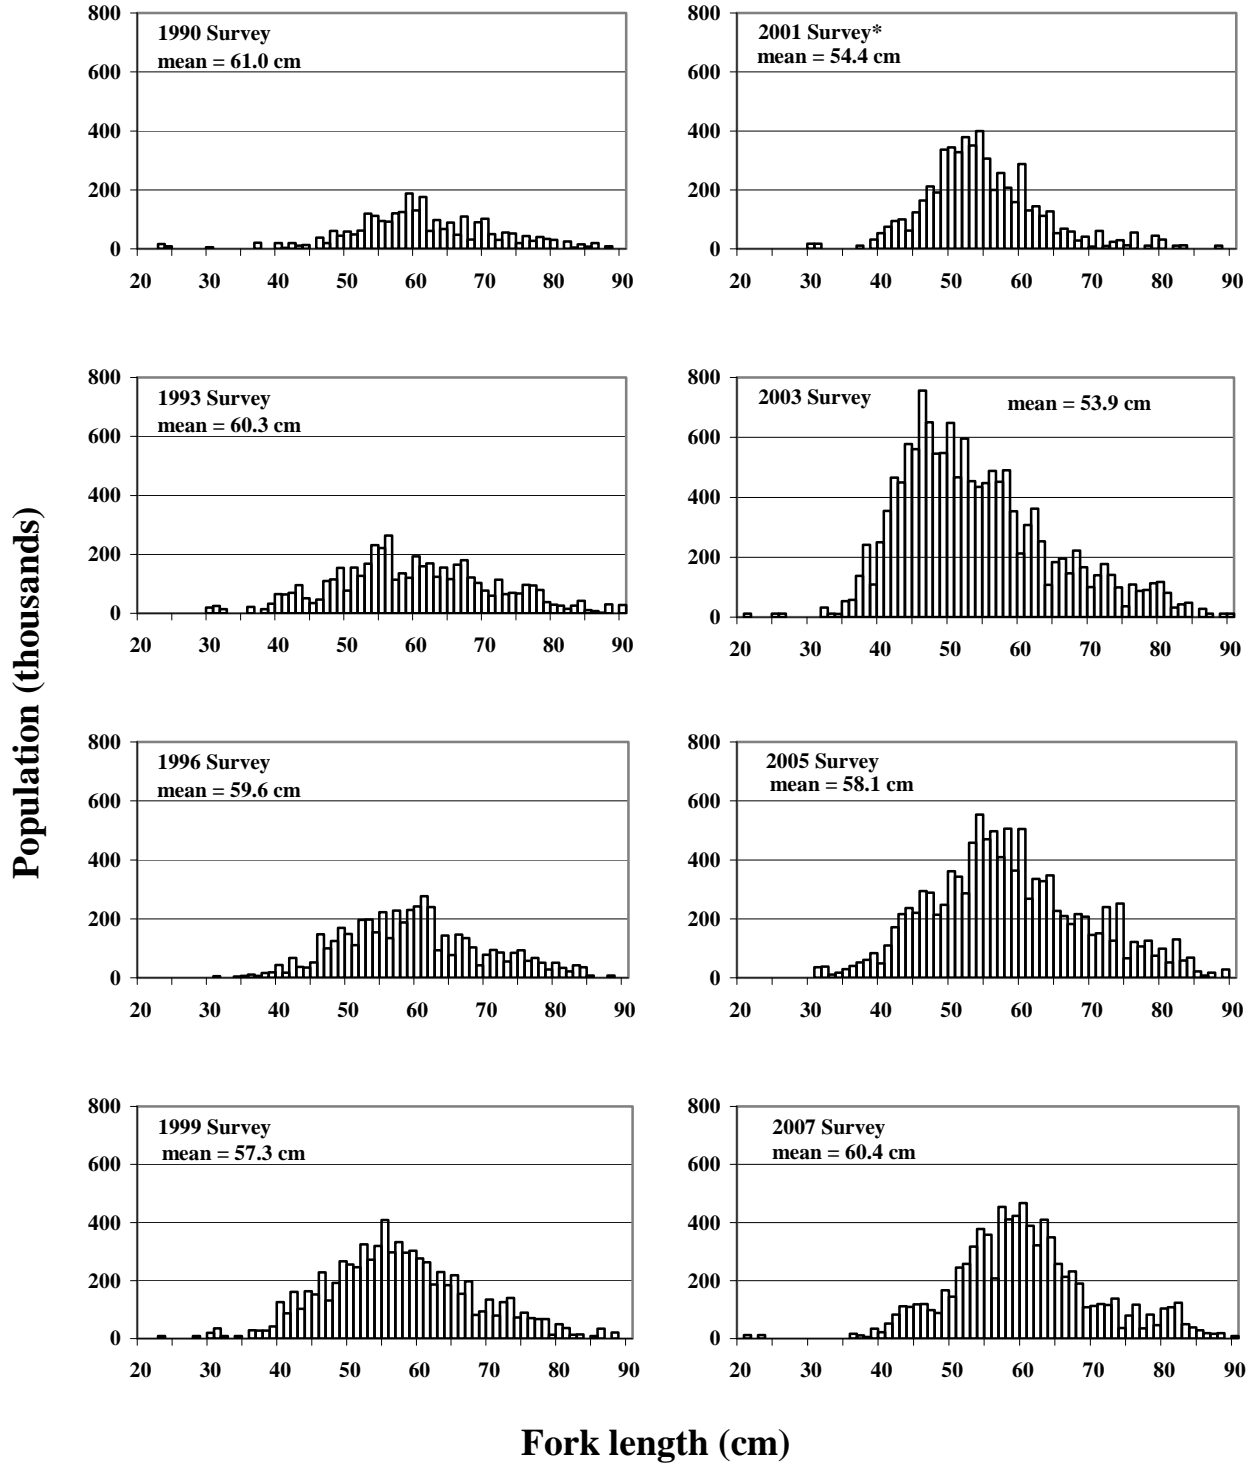 Population (thousands)
1990 Survey
mean = 61.0 cm
800
600
400
200
0
20 30 40 50 60 70 80 90
2001 Survey*
mean = 54.4 cm
800
600
400
200
0
20 30 40 50 60 70 80 90
1993 Survey
mean = 60.3 cm
800
600
400
200
0
20 30 40 50 60 70 80 90
2003 Survey
mean = 53.9 cm
800
600
400
200
0
20 30 40 50 60 70 80 90
1996 Survey
mean = 59.6 cm
800
600
400
200
0
20 30 40 50 60 70 80 90
2005 Survey
mean = 58.1 cm
800
600
400
200
0
20 30 40 50 60 70 80 90
1999 Survey
mean = 57.3 cm
800
600
400
200
0
20 30 40 50 60 70 80 90
2007 Survey
mean = 60.4 cm
800
600
400
200
0
20 30 40 50 60 70 80 90
Fork length (cm)